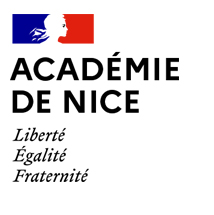 ACADÉMIE
DE NICE
Liberté
Égalité
Fraternité